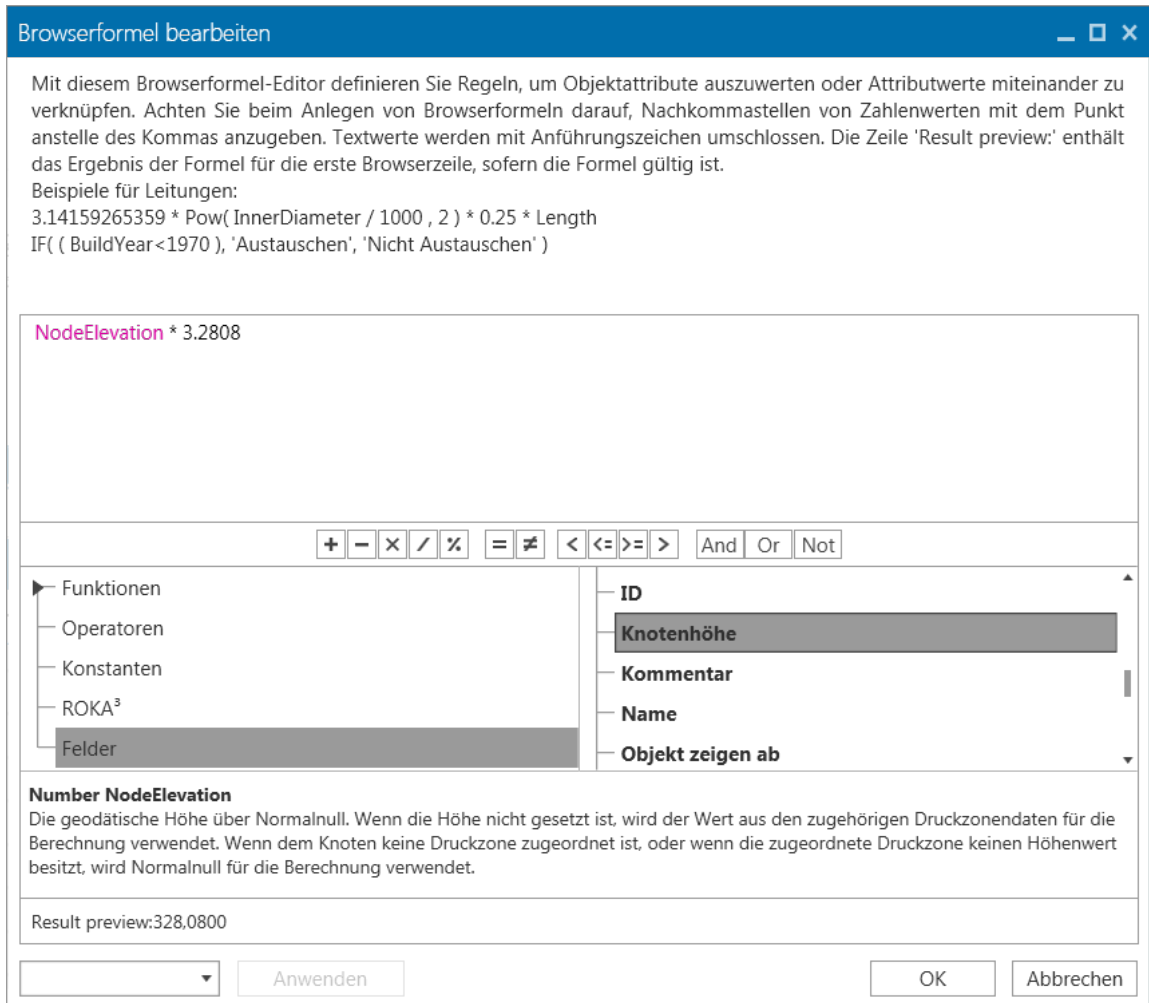 Browserformel bearbeiten
Mit diesem Browserformel-Editor definieren Sie Regeln, um Objektattribute auszuwerten oder Attributwerte miteinander zu
verknüpfen. Achten Sie beim Anlegen von Browserformeln darauf, Nachkommastellen von Zahlenwerten mit dem Punkt
anstelle des Kommas anzugeben. Textwerte werden mit Anführungszeichen umschlossen. Die Zeile 'Result preview:' enthält
das Ergebnis der Formel für die erste Browserzeile, sofern die Formel gültig ist.
Beispiele für Leitungen:
3.14159265359 * Pow( InnerDiameter / 1000 , 2 ) * 0.25 * Length
IF( ( BuildYear<1970 ), 'Austauschen', 'Nicht Austauschen' )
NodeElevation * 3.2808
+ − × / % = ≠ < <= >= > And Or Not
Funktionen
Operatoren
Konstanten
ROKA³
Felder
ID
Knotenhöhe
Kommentar
Name
Objekt zeigen ab
Number NodeElevation
Die geodätische Höhe über Normalnull. Wenn die Höhe nicht gesetzt ist, wird der Wert aus den zugehörigen Druckzonendaten für die
Berechnung verwendet. Wenn dem Knoten keine Druckzone zugeordnet ist, oder wenn die zugeordnete Druckzone keinen Höhenwert
besitzt, wird Normalnull für die Berechnung verwendet.
Result preview:328,0800
Anwenden OK Abbrechen